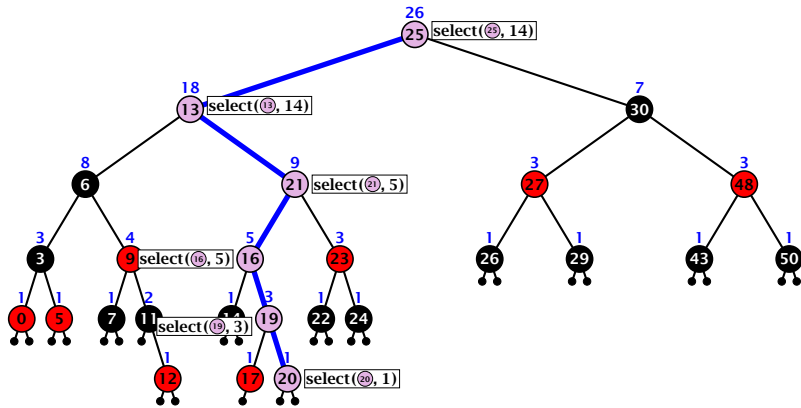 26
25 select(25, 14)
18 7
13 select(13, 14) 30
8 9 3 3
6 21 select(21, 5) 27 48
3 4 5 3 1 1 1 1
3 9 select(16, 5) 16 23 26 29 43 50
1 1 1 2 1 3 1 1
0 5 7 11 select(19, 3) 14 19 22 24
1 1 1
12 17 20 select(20, 1)